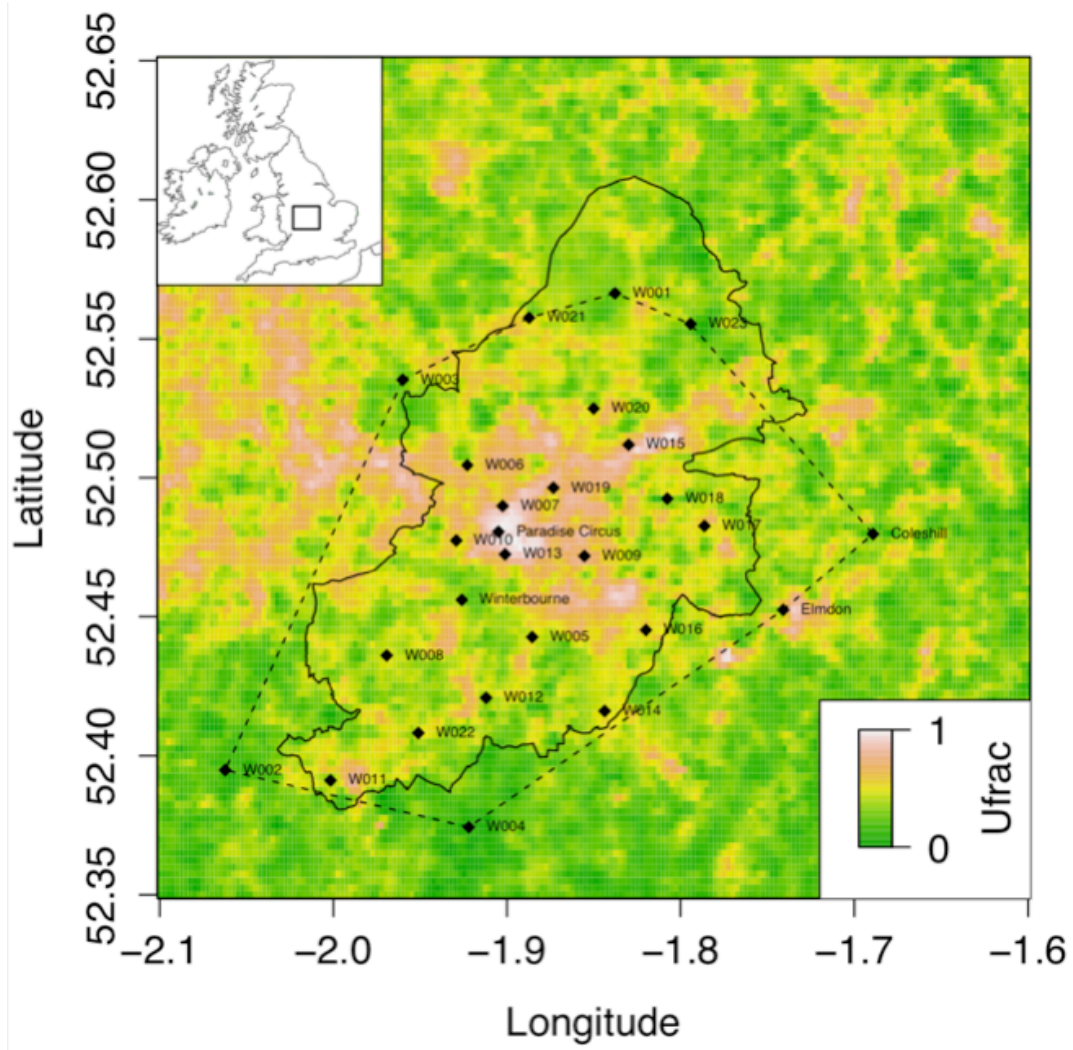 52.65
52.60
52.55
52.50
52.45
52.40
52.35
Latitude
W001
W021
W023
W003
W020
W015
W006
W019
W018
W007
W017
Paradise Circus
Coleshill
W010
W013
W009
Winterbourne
Elmdon
W016
W005
W008
W012
W014
W022
W002
W011
W004
1
0
Ufrac
−2.1
−2.0
−1.9
−1.8
−1.7
−1.6
Longitude